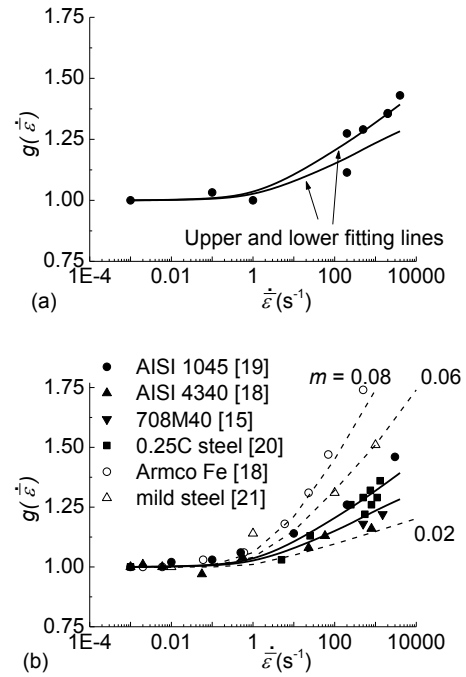 (a)
g(ε̄̇)
1.75
1.50
1.25
1.00
0.75
Upper and lower fitting lines
1E-4 0.01 1 100 10000
ε̄̇(s⁻¹)
(b)
g(ε̄̇)
1.75
1.50
1.25
1.00
0.75
AISI 1045 [19]
AISI 4340 [18]
708M40 [15]
0.25C steel [20]
Armco Fe [18]
mild steel [21]
m = 0.08
0.06
0.02
1E-4 0.01 1 100 10000
ε̄̇(s⁻¹)